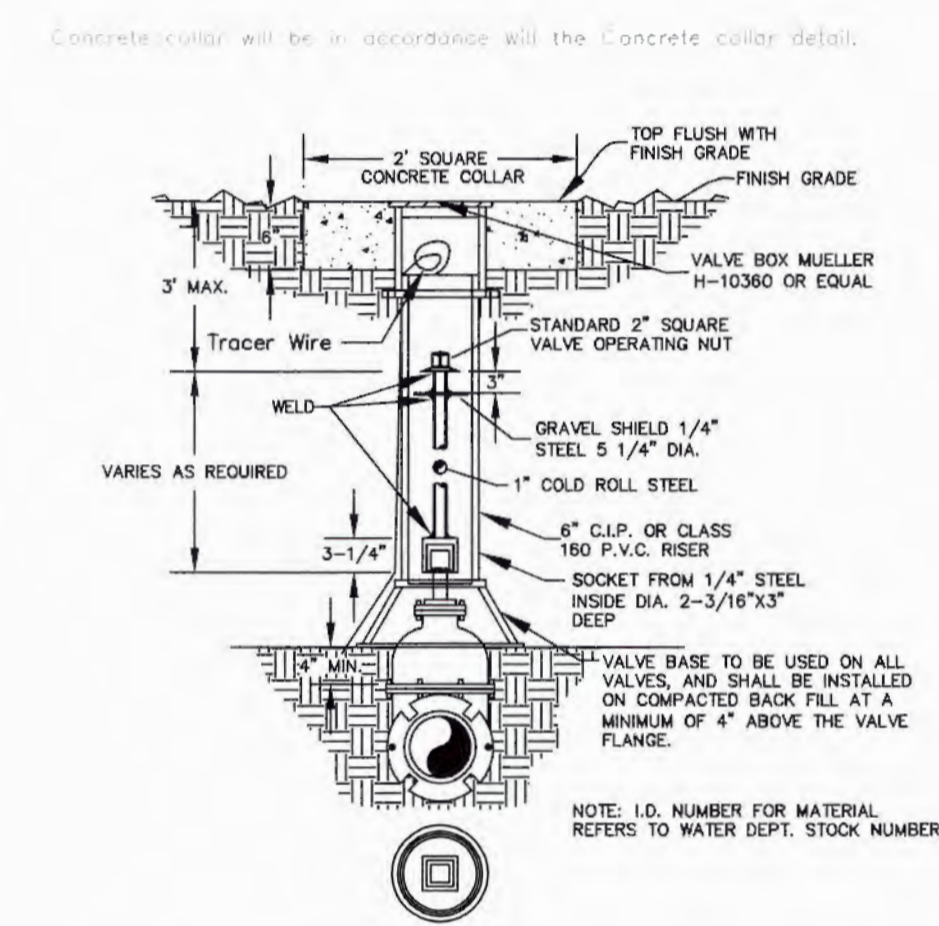 Concrete collar will be in accordance will the Concrete collar detail.
2' SQUARE
CONCRETE COLLAR
TOP FLUSH WITH
FINISH GRADE
FINISH GRADE
6"
VALVE BOX MUELLER
H-10360 OR EQUAL
3' MAX.
Tracer Wire
STANDARD 2" SQUARE
VALVE OPERATING NUT
3"
WELD
GRAVEL SHIELD 1/4"
STEEL 5 1/4" DIA.
VARIES AS REQUIRED
1" COLD ROLL STEEL
6" C.I.P. OR CLASS
160 P.V.C. RISER
3-1/4"
SOCKET FROM 1/4" STEEL
INSIDE DIA. 2-3/16"X3"
DEEP
4" MIN.
VALVE BASE TO BE USED ON ALL
VALVES, AND SHALL BE INSTALLED
ON COMPACTED BACK FILL AT A
MINIMUM OF 4" ABOVE THE VALVE
FLANGE.
NOTE: I.D. NUMBER FOR MATERIAL
REFERS TO WATER DEPT. STOCK NUMBER